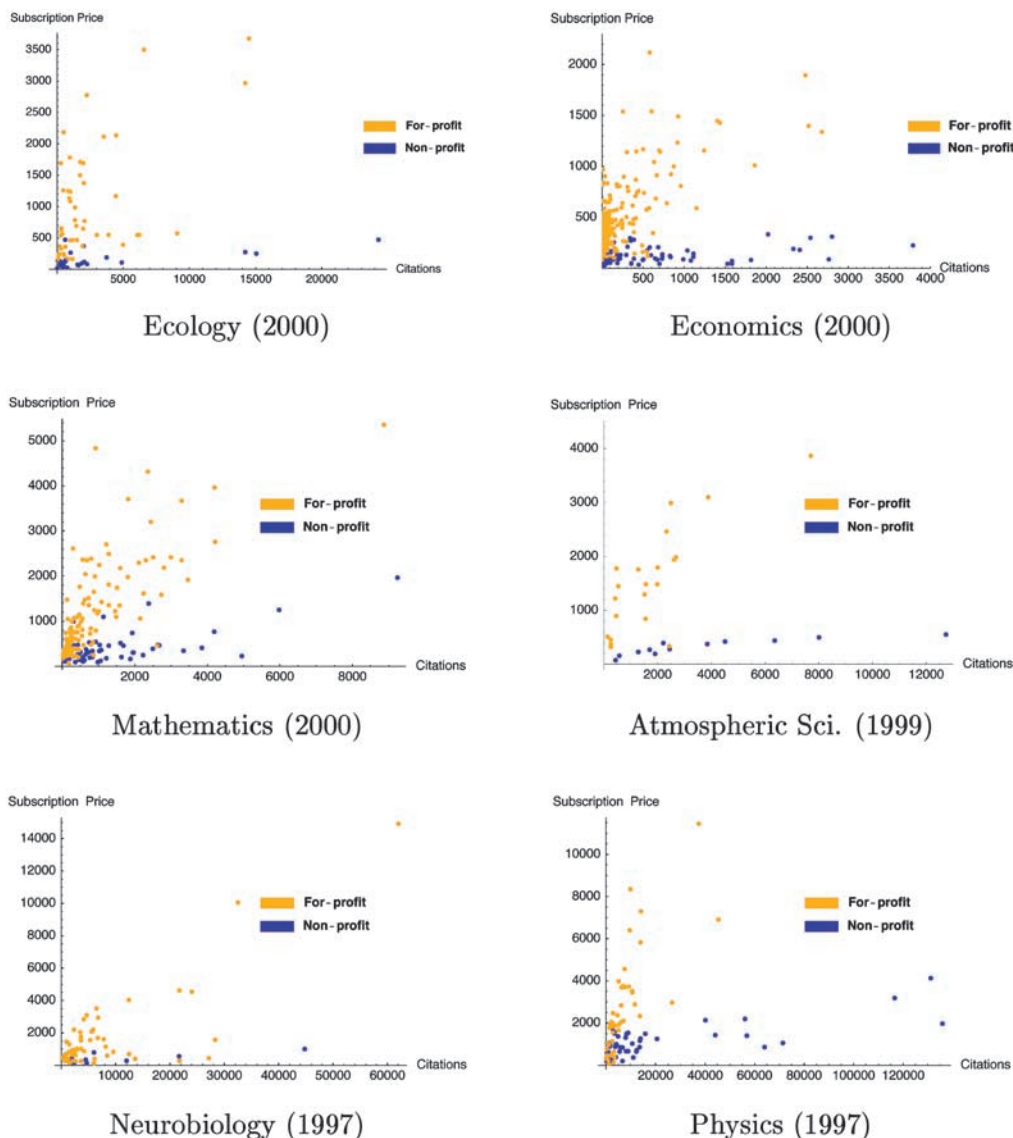 Subscription Price
3500
3000
2500
2000
1500
1000
500
For-profit
Non-profit
5000 10000 15000 20000
Citations
Ecology (2000)
Subscription Price
2000
1500
1000
500
For-profit
Non-profit
500 1000 1500 2000 2500 3000 3500 4000
Citations
Economics (2000)
Subscription Price
5000
4000
3000
2000
1000
For-profit
Non-profit
2000 4000 6000 8000
Citations
Mathematics (2000)
Subscription Price
4000
3000
2000
1000
For-profit
Non-profit
2000 4000 6000 8000 10000 12000
Citations
Atmospheric Sci. (1999)
Subscription Price
14000
12000
10000
8000
6000
4000
2000
For-profit
Non-profit
10000 20000 30000 40000 50000 60000
Citations
Neurobiology (1997)
Subscription Price
10000
8000
6000
4000
2000
For-profit
Non-profit
20000 40000 60000 80000 100000 120000
Citations
Physics (1997)